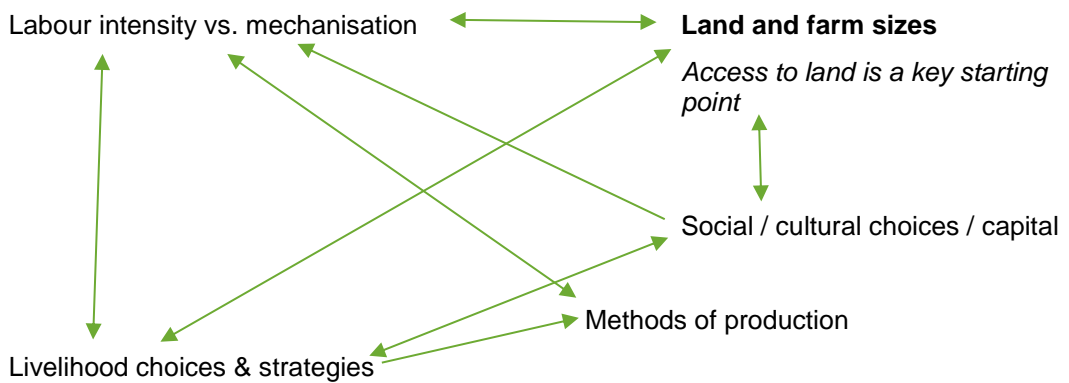 Labour intensity vs. mechanisation
Land and farm sizes
Access to land is a key starting
point
Social / cultural choices / capital
Methods of production
Livelihood choices & strategies